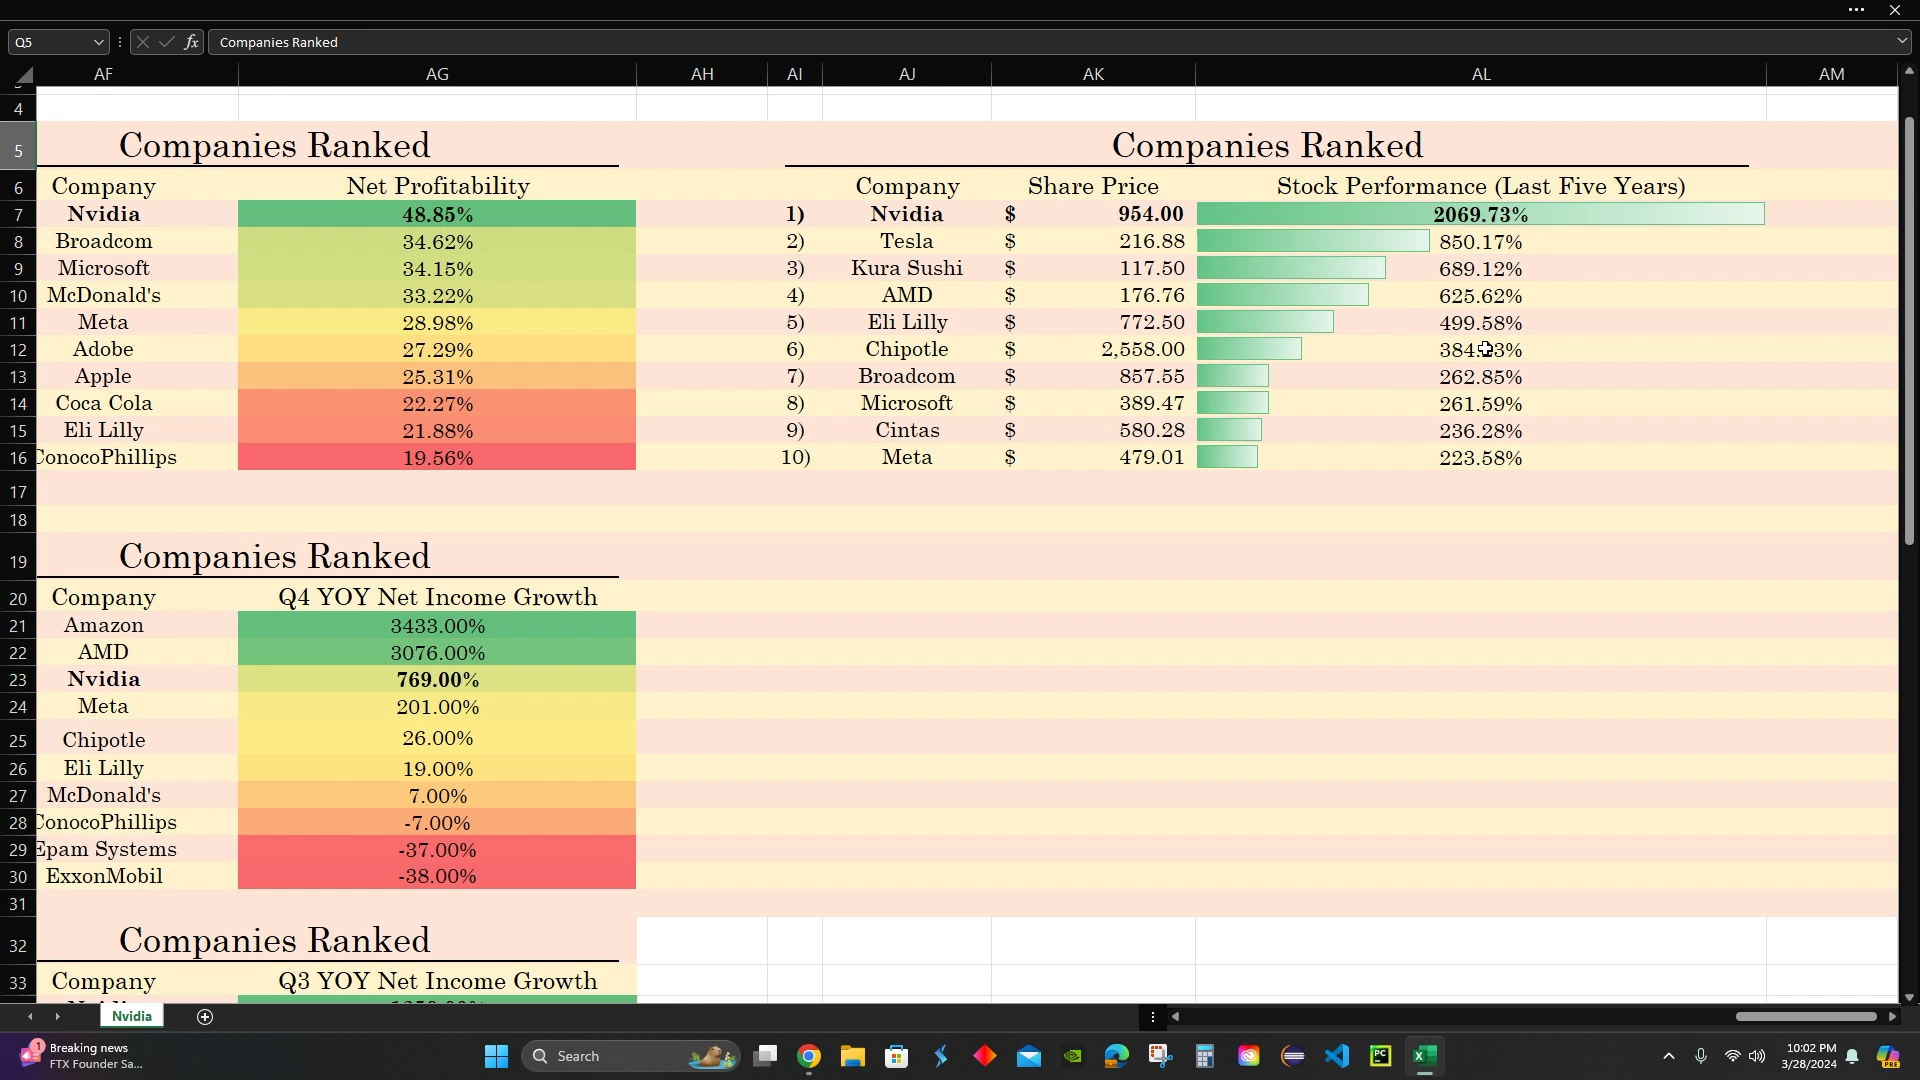 Q5 fx Companies Ranked
AF AG AH AI AJ AK AL AM
4
5 Companies Ranked Companies Ranked
6 Company Net Profitability Company Share Price Stock Performance (Last Five Years)
7 Nvidia 48.85% 1) Nvidia $ 954.00 2069.73%
8 Broadcom 34.62% 2) Tesla $ 216.88 850.17%
9 Microsoft 34.15% 3) Kura Sushi $ 117.50 689.12%
10 McDonald's 33.22% 4) AMD $ 176.76 625.62%
11 Meta 28.98% 5) Eli Lilly $ 772.50 499.58%
12 Adobe 27.29% 6) Chipotle $ 2,558.00
13 Apple 25.31% 7) Broadcom $ 857.55 262.85%
14 Coca Cola 22.27% 8) Microsoft $ 389.47 261.59%
15 Eli Lilly 21.88% 9) Cintas $ 580.28 236.28%
16 ConocoPhillips 19.56% 10) Meta $ 479.01 223.58%
17
18
19 Companies Ranked
20 Company Q4 YOY Net Income Growth
21 Amazon 3433.00%
22 AMD 3076.00%
23 Nvidia 769.00%
24 Meta 201.00%
25 Chipotle 26.00%
26 Eli Lilly 19.00%
27 McDonald's 7.00%
28 ConocoPhillips -7.00%
29 Epam Systems -37.00%
30 ExxonMobil -38.00%
31
32 Companies Ranked
33 Company Q3 YOY Net Income Growth
Nvidia
1 Breaking news
FTX Founder Sa...
Search
PC
PRE
10:02 PM
3/28/2024